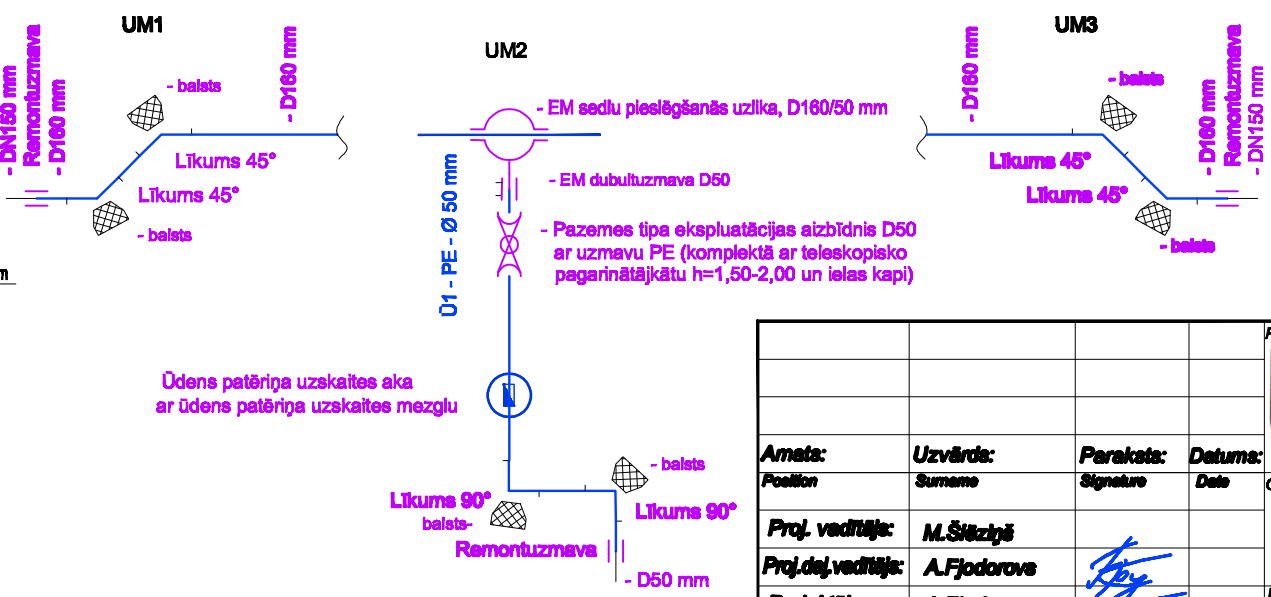 UM1
- DN150 mm
Remontuzmava
- D160 mm
- balsts
- D160 mm
Līkums 45°
Līkums 45°
- balsts
UM2
- EM sedlu pieslēgšanās uzlika, D160/50 mm
- EM dubultuzmava D50
Ū1 - PE - Ø 50 mm
- Pazemes tipa ekspluatācijas aizbīdnis D50
ar uzmavu PE (komplektā ar teleskopisko
pagarinātājkātu h=1,50-2,00 un ielas kapi)
Ūdens patēriņa uzskaites aka
ar ūdens patēriņa uzskaites mezglu
- balsts
Līkums 90°
balsts-
Līkums 90°
Remontuzmava
- D50 mm
UM3
- D160 mm
- balsts
Līkums 45°
Līkums 45°
- balsts
- D160 mm
Remontuzmava
- DN150 mm
Amats: Uzvārds: Paraksts: Datums:
Position Surname Signature Date
Proj. vadītājs: M.Šlēziņš
Proj.daļ.vadītājs: A.Fjodorovs